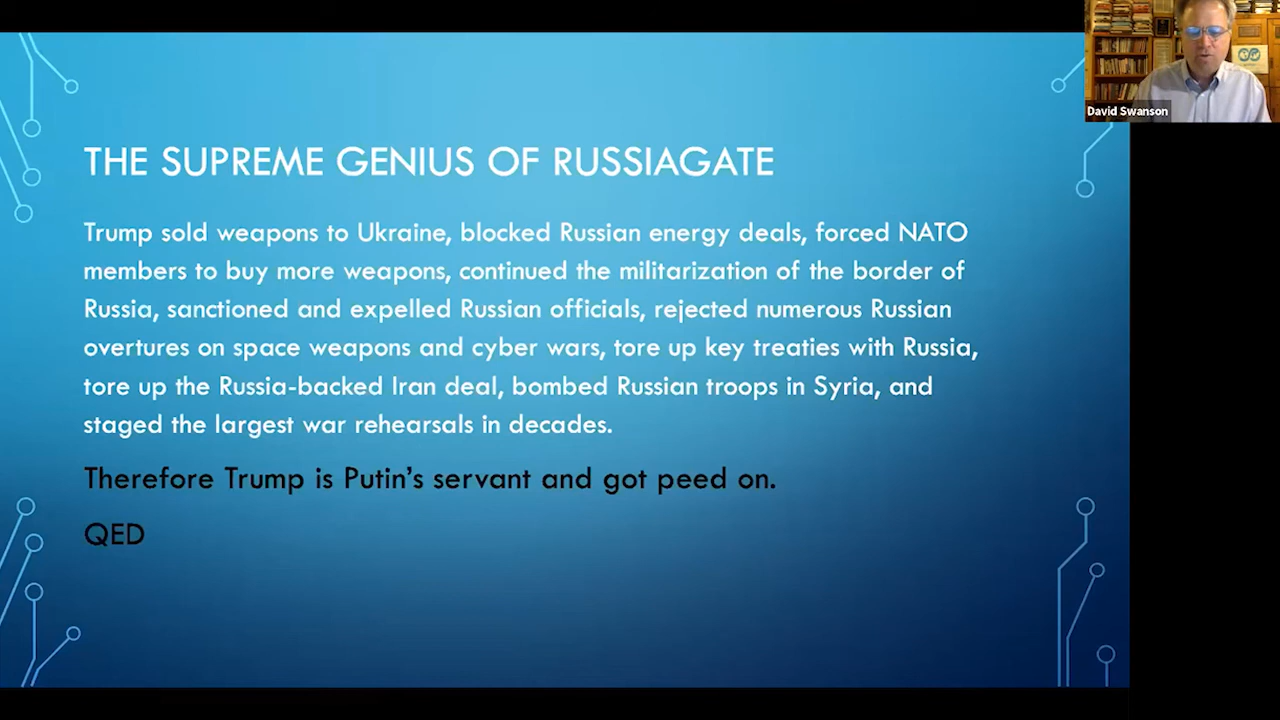 David Swanson
THE SUPREME GENIUS OF RUSSIAGATE
Trump sold weapons to Ukraine, blocked Russian energy deals, forced NATO
members to buy more weapons, continued the militarization of the border of
Russia, sanctioned and expelled Russian officials, rejected numerous Russian
overtures on space weapons and cyber wars, tore up key treaties with Russia,
tore up the Russia-backed Iran deal, bombed Russian troops in Syria, and
staged the largest war rehearsals in decades.
Therefore Trump is Putin’s servant and got peed on.
QED